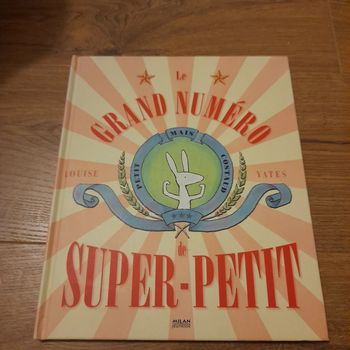 Le
GRAND NUMÉRO
PETIT MAIS COSTAUD
LOUISE YATES
de
SUPER-PETIT
MILAN